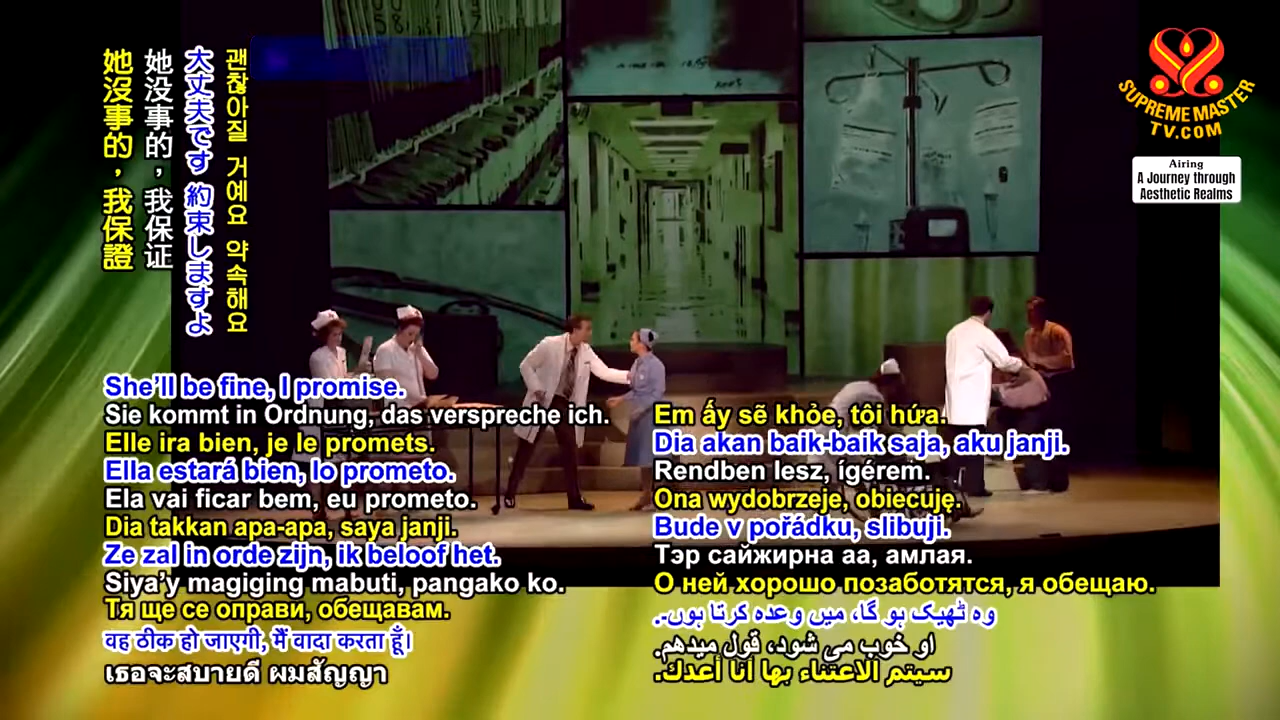 她沒事的，我保證
她没事的，我保证
大丈夫です 約束しますよ
괜찮아질 거예요 약속해요
SUPREME MASTER
TV.COM
Airing
A Journey through
Aesthetic Realms
She'll be fine, I promise.
Sie kommt in Ordnung, das verspreche ich.
Elle ira bien, je le promets.
Ella estará bien, lo prometo.
Ela vai ficar bem, eu prometo.
Dia takkan apa-apa, saya janji.
Ze zal in orde zijn, ik beloof het.
Siya'y magiging mabuti, pangako ko.
Тя ще се оправи, обещавам.
वह ठीक हो जाएगी, मैं वादा करता हूँ।
เธอจะสบายดี ผมสัญญา
Em ấy sẽ khỏe, tôi hứa.
Dia akan baik-baik saja, aku janji.
Rendben lesz, ígérem.
Ona wydobrzeje, obiecuję.
Bude v pořádku, slibuji.
Тэр сайжирна аа, амлая.
О ней хорошо позаботятся, я обещаю.
وہ ٹھیک ہو گا، میں وعدہ کرتا ہوں۔.
او خوب می شود، قول میدهم.
سيتم الاعتناء بها أنا أعدك.